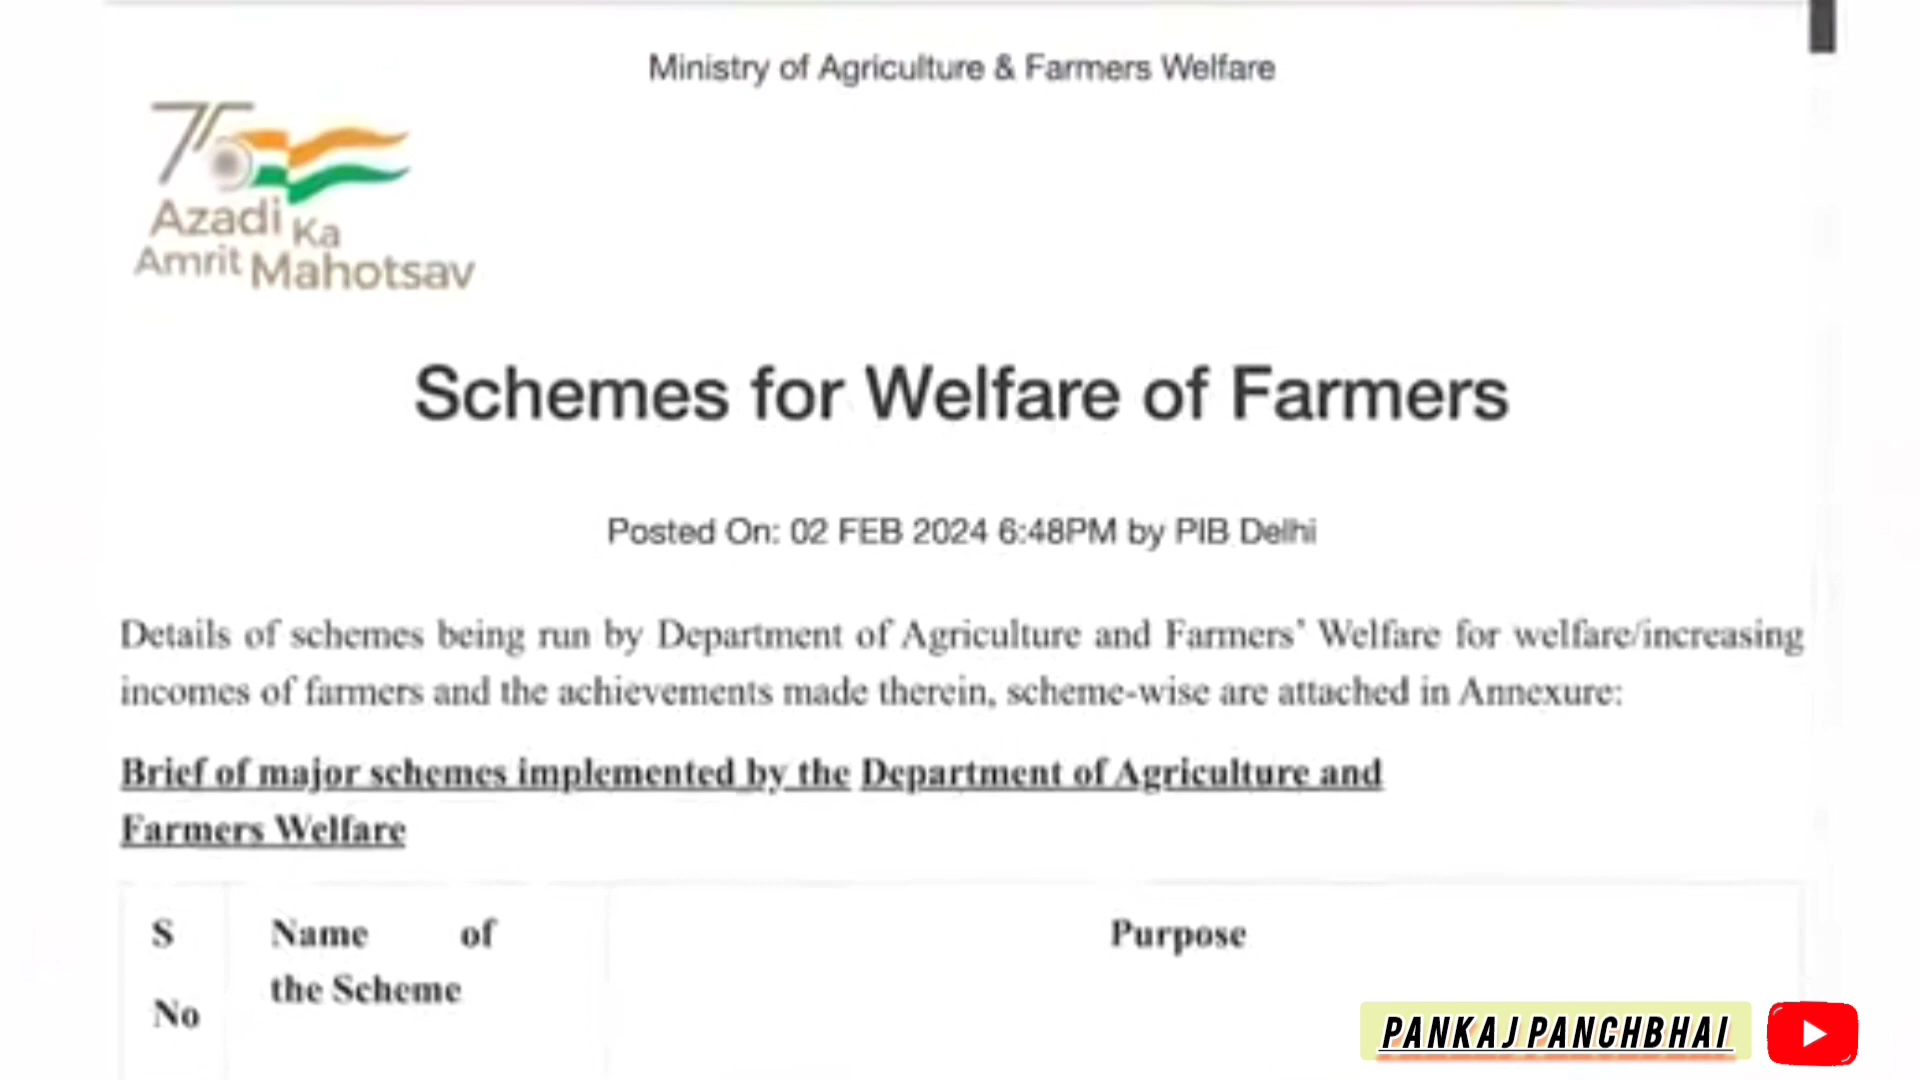 Ministry of Agriculture & Farmers Welfare
75
Azadi Ka
Amrit Mahotsav
Schemes for Welfare of Farmers
Posted On: 02 FEB 2024 6:48PM by PIB Delhi
Details of schemes being run by Department of Agriculture and Farmers' Welfare for welfare/increasing
incomes of farmers and the achievements made therein, scheme-wise are attached in Annexure:
Brief of major schemes implemented by the Department of Agriculture and
Farmers Welfare
S No
Name of
the Scheme
Purpose
PANKAJ PANCHBHAI